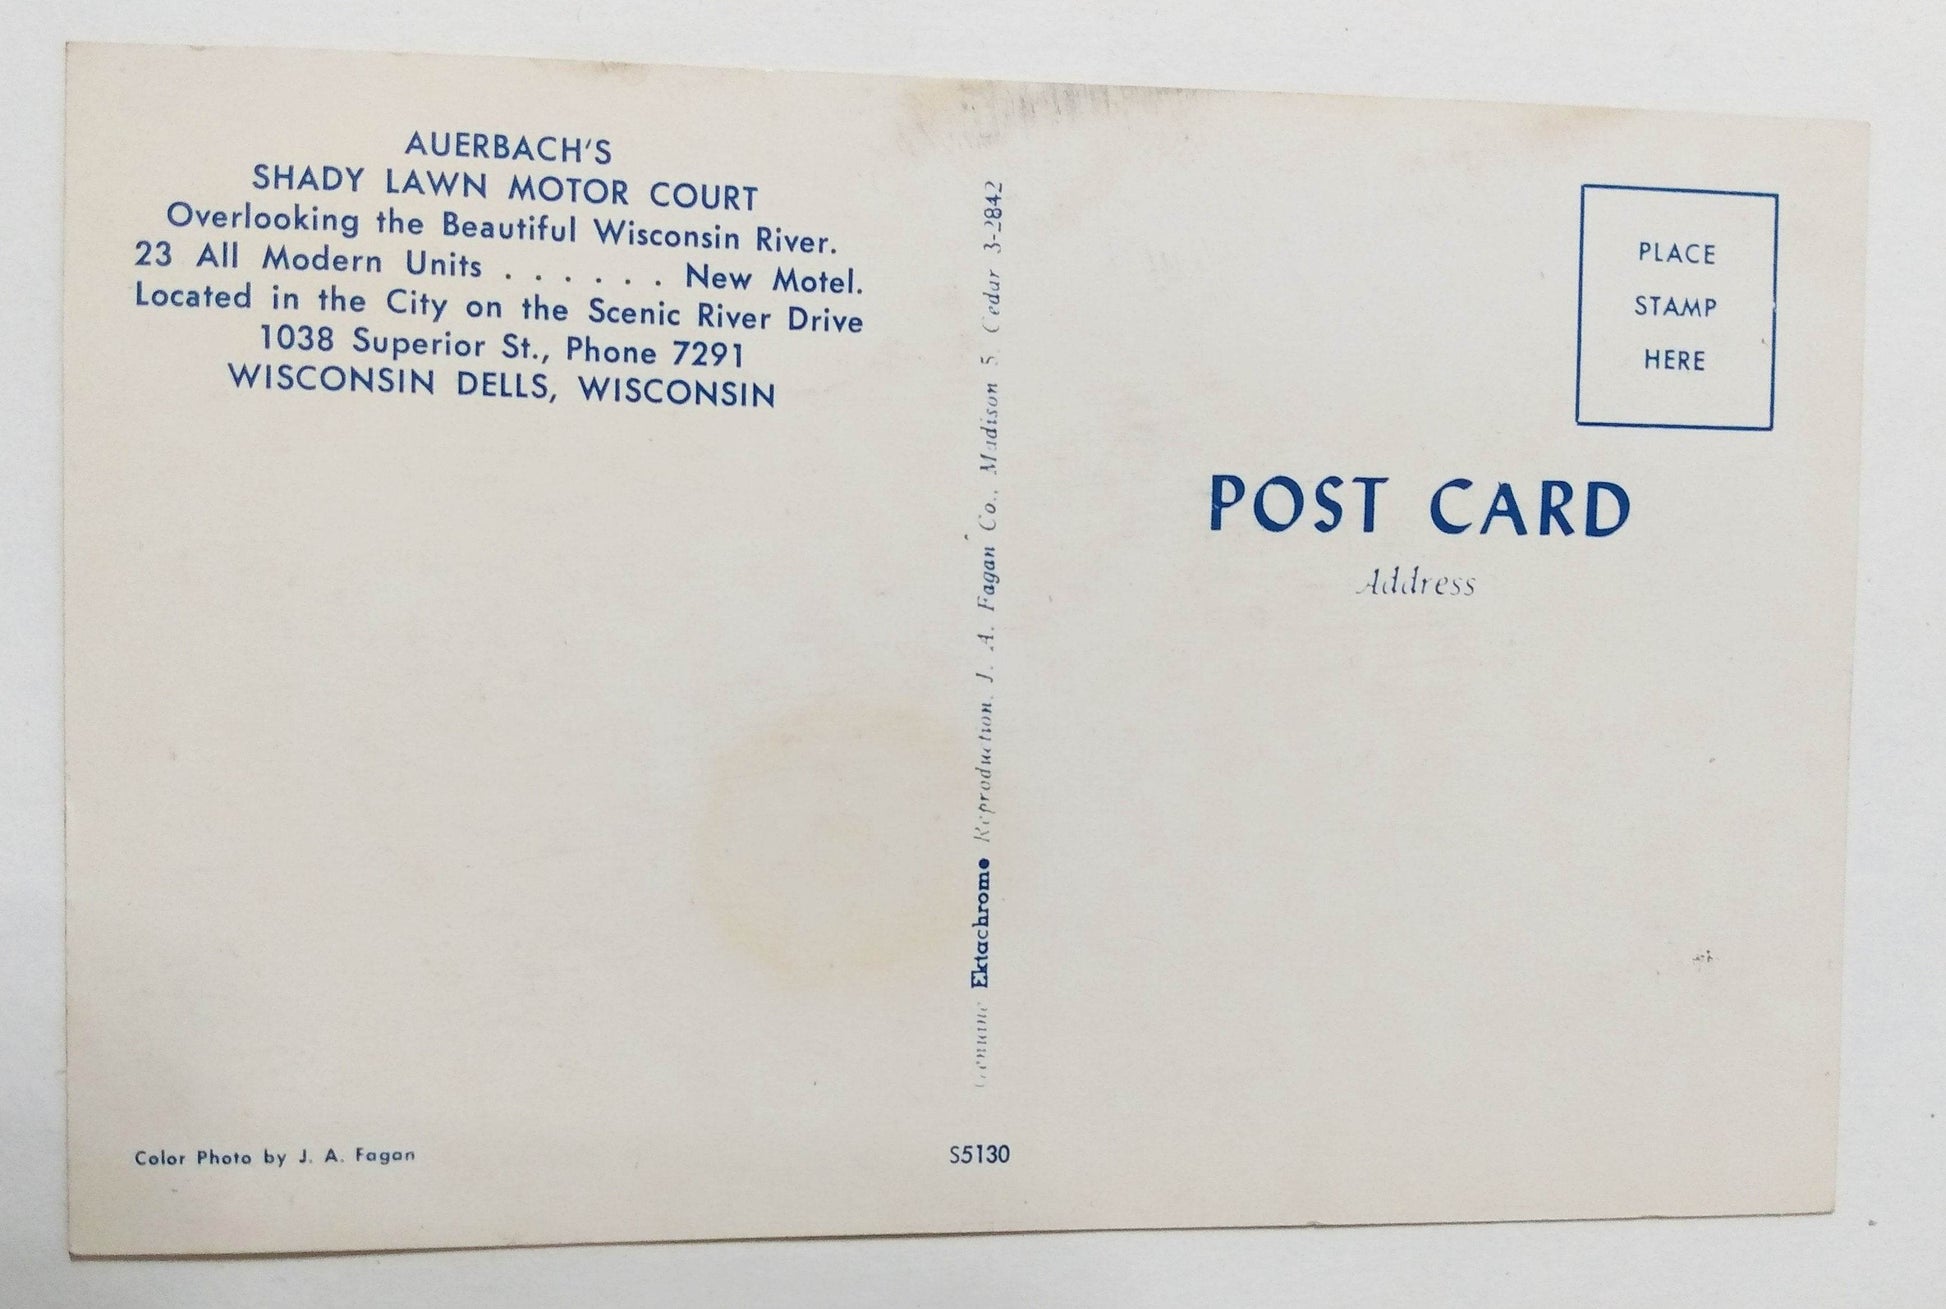 AUERBACH'S
SHADY LAWN MOTOR COURT
Overlooking the Beautiful Wisconsin River.
23 All Modern Units . . . . . . New Motel.
Located in the City on the Scenic River Drive
1038 Superior St., Phone 7291
WISCONSIN DELLS, WISCONSIN
Color Photo by J. A. Fagan
Genuine Ektachrome Reproduction, J. A. Fagan Co., Madison 5, Cedar 3-2842
S5130
PLACE
STAMP
HERE
POST CARD
Address